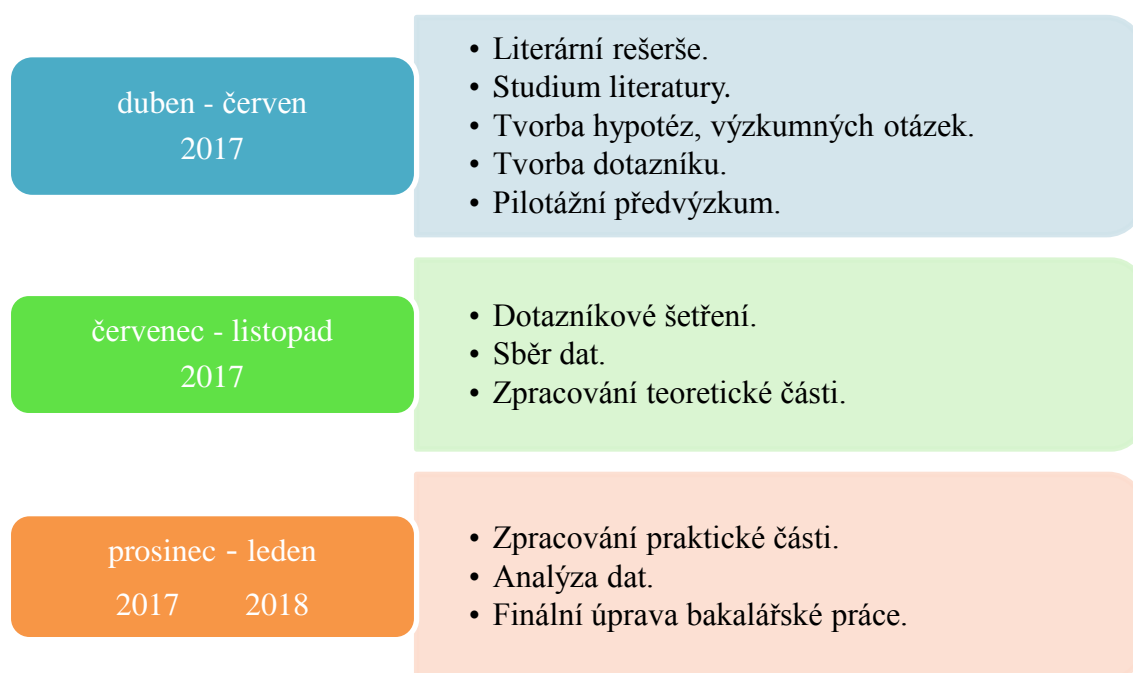 duben - červen
2017
• Literární rešerše.
• Studium literatury.
• Tvorba hypotéz, výzkumných otázek.
• Tvorba dotazníku.
• Pilotážní předvýzkum.
červenec - listopad
2017
• Dotazníkové šetření.
• Sběr dat.
• Zpracování teoretické části.
prosinec - leden
2017 2018
• Zpracování praktické části.
• Analýza dat.
• Finální úprava bakalářské práce.